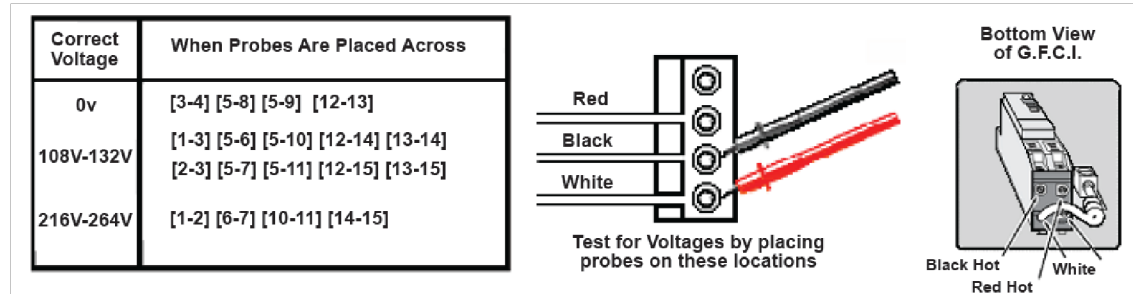 Correct
Voltage
When Probes Are Placed Across
0v
[3-4] [5-8] [5-9] [12-13]
108V-132V
[1-3] [5-6] [5-10] [12-14] [13-14]
[2-3] [5-7] [5-11] [12-15] [13-15]
216V-264V
[1-2] [6-7] [10-11] [14-15]
Red
Black
White
Test for Voltages by placing
probes on these locations
Bottom View
of G.F.C.I.
Black Hot
White
Red Hot